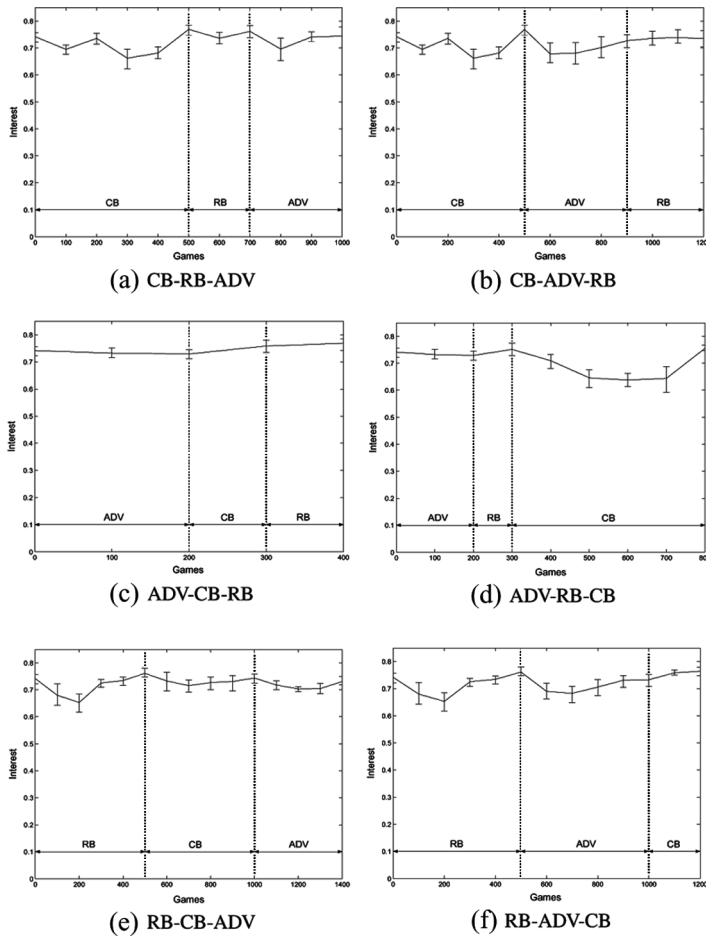 0.8
0.7
0.6
0.5
0.4
0.3
0.2
0.1
0
Interest
CB RB ADV
0 100 200 300 400 500 600 700 800 900 1000
Games
(a) CB-RB-ADV
0.8
0.7
0.6
0.5
0.4
0.3
0.2
0.1
0
Interest
CB ADV RB
0 200 400 600 800 1000 1200
Games
(b) CB-ADV-RB
0.8
0.7
0.6
0.5
0.4
0.3
0.2
0.1
0
Interest
ADV CB RB
0 100 200 300 400
Games
(c) ADV-CB-RB
0.8
0.7
0.6
0.5
0.4
0.3
0.2
0.1
0
Interest
ADV RB CB
0 100 200 300 400 500 600 700 800
Games
(d) ADV-RB-CB
0.8
0.7
0.6
0.5
0.4
0.3
0.2
0.1
0
Interest
RB CB ADV
0 200 400 600 800 1000 1200 1400
Games
(e) RB-CB-ADV
0.8
0.7
0.6
0.5
0.4
0.3
0.2
0.1
0
Interest
RB ADV CB
0 200 400 600 800 1000 1200
Games
(f) RB-ADV-CB